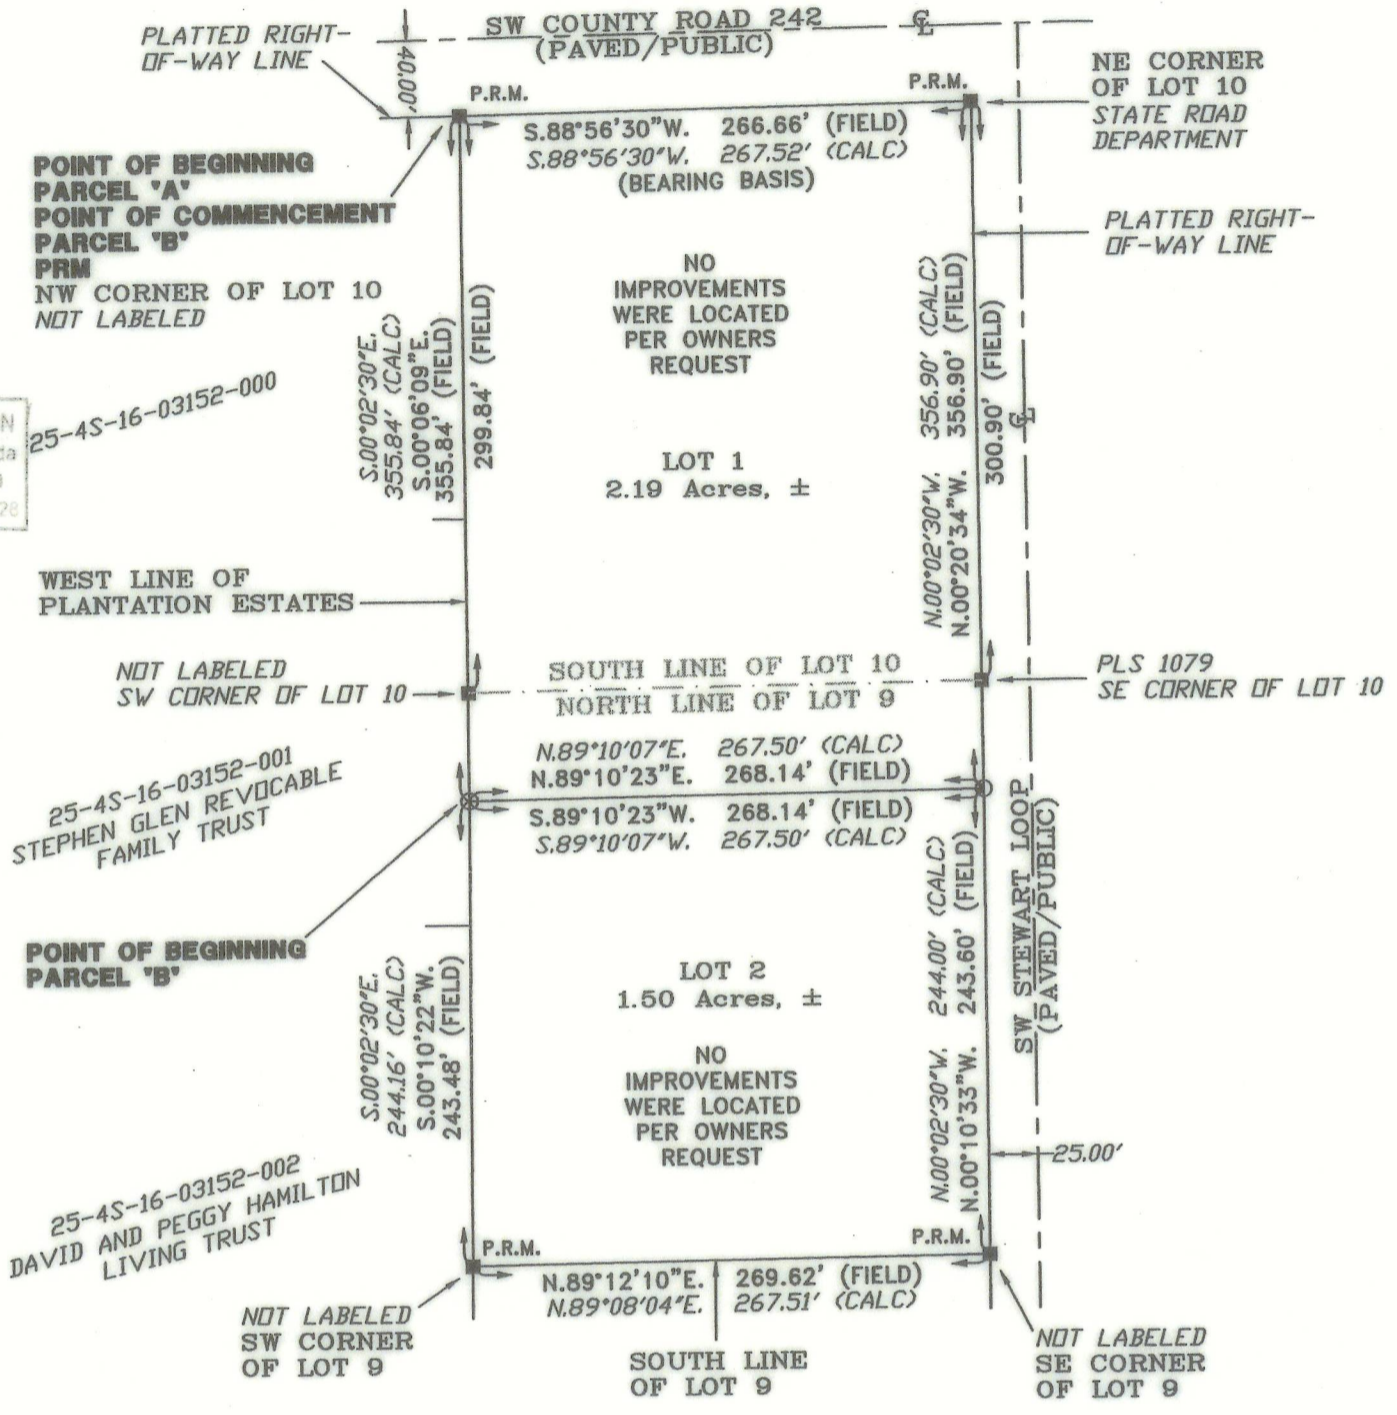 SW COUNTY ROAD 242
(PAVED/PUBLIC)
℄
PLATTED RIGHT-
OF-WAY LINE
40.00'
P.R.M.
P.R.M.
NE CORNER
OF LOT 10
STATE ROAD
DEPARTMENT
S.88°56'30"W. 266.66' (FIELD)
S.88°56'30"W. 267.52' (CALC)
(BEARING BASIS)
POINT OF BEGINNING
PARCEL "A"
POINT OF COMMENCEMENT
PARCEL "B"
PRM
NW CORNER OF LOT 10
NOT LABELED
PLATTED RIGHT-
OF-WAY LINE
NO
IMPROVEMENTS
WERE LOCATED
PER OWNERS
REQUEST
S.00°02'30"E.
355.84' (CALC)
S.00°06'09"E.
355.84' (FIELD)
299.84' (FIELD)
N.00°02'30"W. 356.90' (CALC)
N.00°20'34"W. 356.90' (FIELD)
300.90' (FIELD)
℄
25-4S-16-03152-000
N
da
28
LOT 1
2.19 Acres, ±
WEST LINE OF
PLANTATION ESTATES
NOT LABELED
SW CORNER OF LOT 10
SOUTH LINE OF LOT 10
NORTH LINE OF LOT 9
PLS 1079
SE CORNER OF LOT 10
N.89°10'07"E. 267.50' (CALC)
N.89°10'23"E. 268.14' (FIELD)
S.89°10'23"W. 268.14' (FIELD)
S.89°10'07"W. 267.50' (CALC)
25-4S-16-03152-001
STEPHEN GLEN REVOCABLE
FAMILY TRUST
SW STEWART LOOP
(PAVED/PUBLIC)
POINT OF BEGINNING
PARCEL "B"
S.00°02'30"E.
244.16' (CALC)
S.00°10'22"W.
243.48' (FIELD)
LOT 2
1.50 Acres, ±
NO
IMPROVEMENTS
WERE LOCATED
PER OWNERS
REQUEST
N.00°02'30"W. 244.00' (CALC)
N.00°10'33"W. 243.60' (FIELD)
25.00'
25-4S-16-03152-002
DAVID AND PEGGY HAMILTON
LIVING TRUST
P.R.M.
P.R.M.
N.89°12'10"E. 269.62' (FIELD)
N.89°08'04"E. 267.51' (CALC)
NOT LABELED
SW CORNER
OF LOT 9
SOUTH LINE
OF LOT 9
NOT LABELED
SE CORNER
OF LOT 9